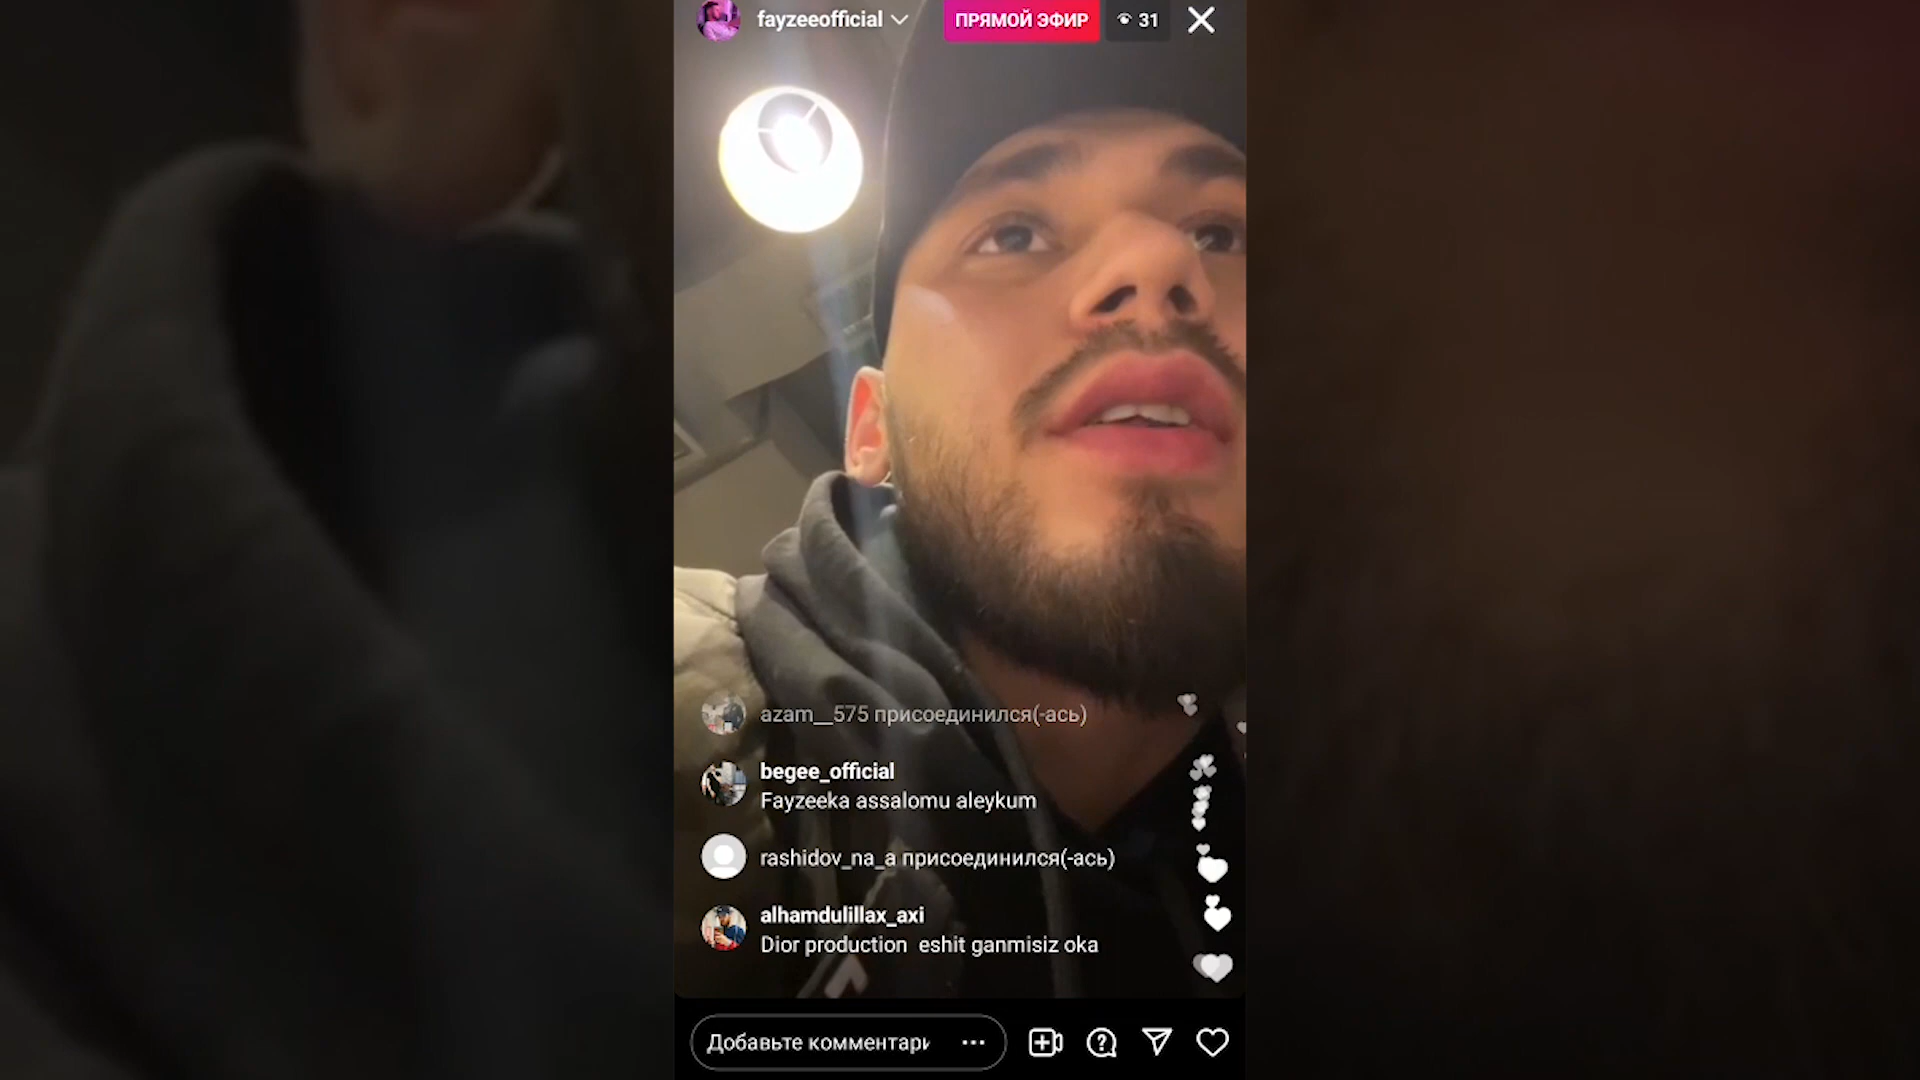 fayzeeofficial
ПРЯМОЙ ЭФИР
31
azam__575 присоединился(-ась)
begee_official
Fayzeeka assalomu aleykum
rashidov_na_a присоединился(-ась)
alhamdulillax_axi
Dior production eshit ganmisiz oka
Добавьте комментари